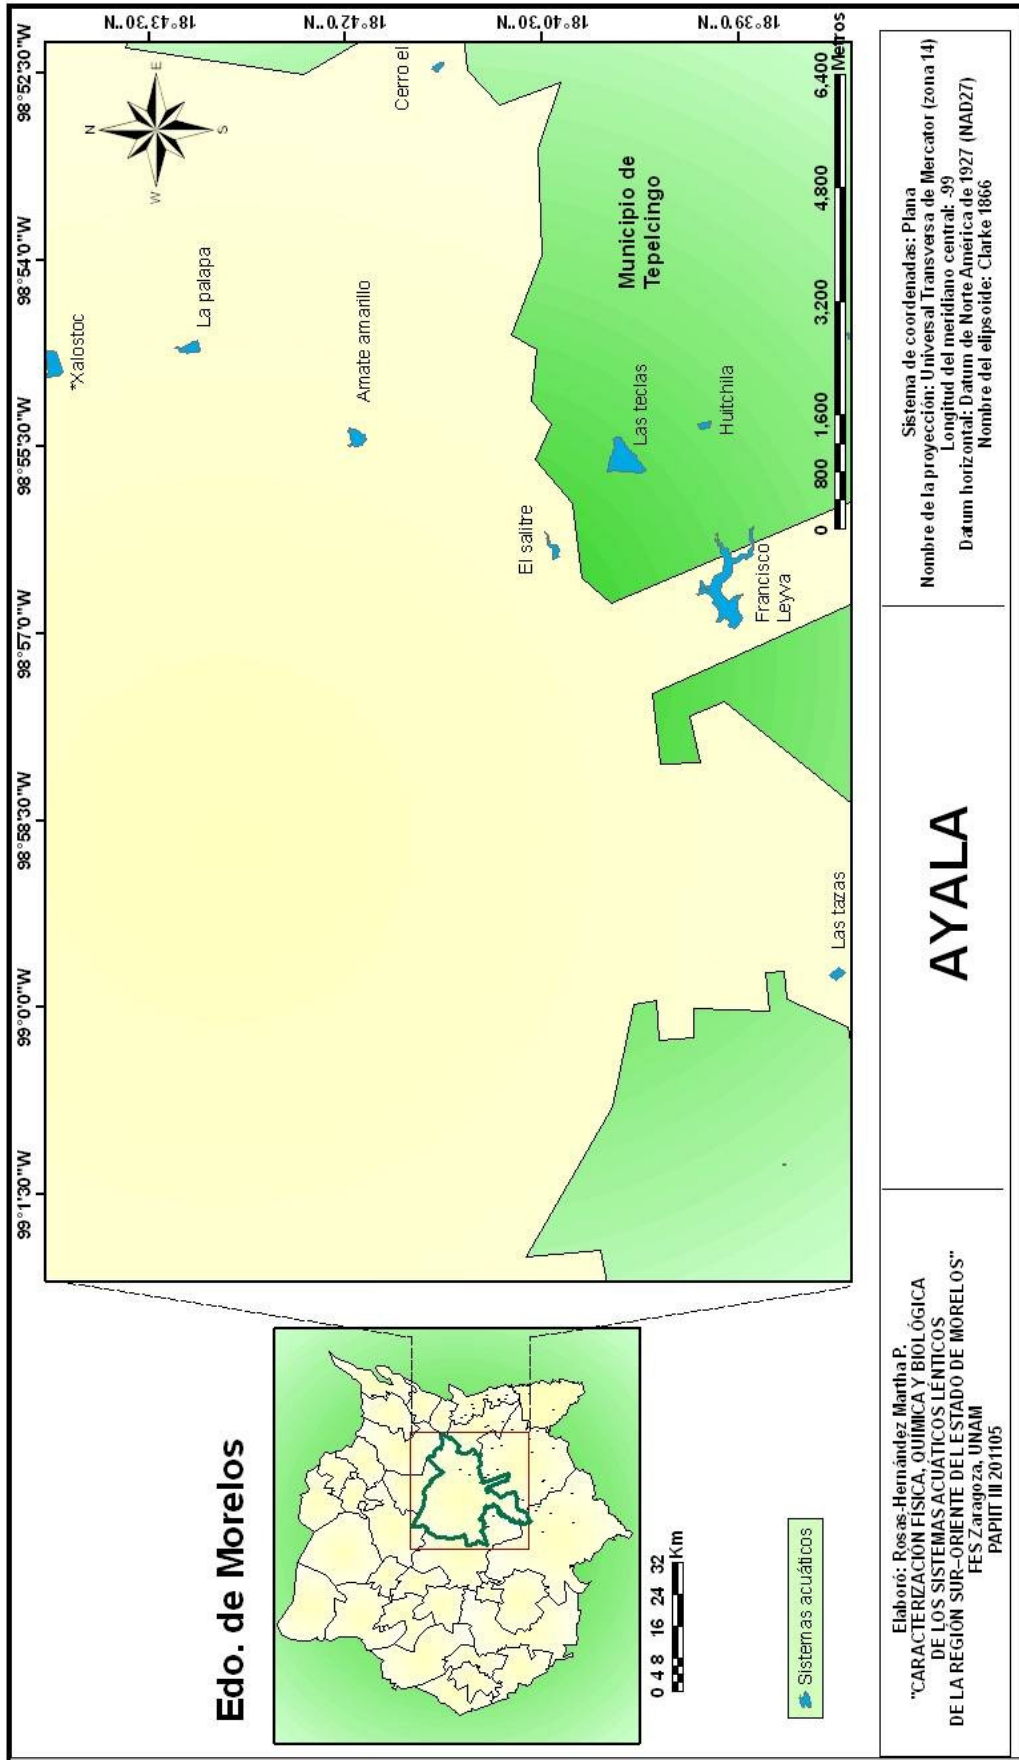 Edo. de Morelos
0 4 8 16 24 32
Km
Sistemas acuáticos
99°1'30"W
99°0'0"W
98°58'30"W
98°57'0"W
98°55'30"W
98°54'0"W
98°52'30"W
18°43'30"N
18°42'0"N
18°40'30"N
18°39'0"N
N
W
E
S
*Xalostoc
La palapa
Amate amarillo
Cerro el
El salitre
Las teclas
Huitchila
Francisco
Leyva
Las tazas
Municipio de
Tepelcingo
0 800 1,600 3,200 4,800 6,400
Metros
Elaboró: Rosas-Hernández Martha P.
"CARACTERIZACIÓN FÍSICA, QUÍMICA Y BIOLÓGICA
DE LOS SISTEMAS ACUÁTICOS LÉNTICOS
DE LA REGIÓN SUR-ORIENTE DEL ESTADO DE MORELOS"
FES Zaragoza, UNAM
PAPIIT III 201105
AYALA
Sistema de coordenadas: Plana
Nombre de la proyección: Universal Transversa de Mercator (zona 14)
Longitud del meridiano central: -99
Datum horizontal: Datum de Norte América de 1927 (NAD27)
Nombre del elipsoide: Clarke 1866